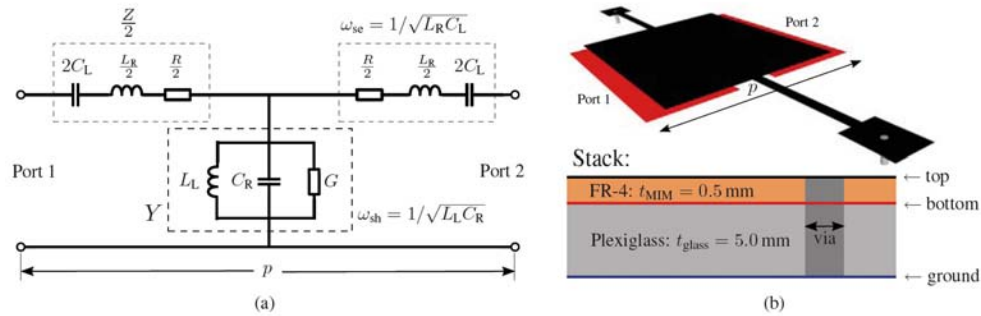 Z/2
ω_se = 1/√(L_R C_L)
2C_L L_R/2 R/2
R/2 L_R/2 2C_L
Port 1
Port 2
L_L C_R G
Y
ω_sh = 1/√(L_L C_R)
p
(a)
Port 2
Port 1
p
Stack:
FR-4: t_MIM = 0.5 mm
Plexiglass: t_glass = 5.0 mm
via
← top
← bottom
← ground
(b)